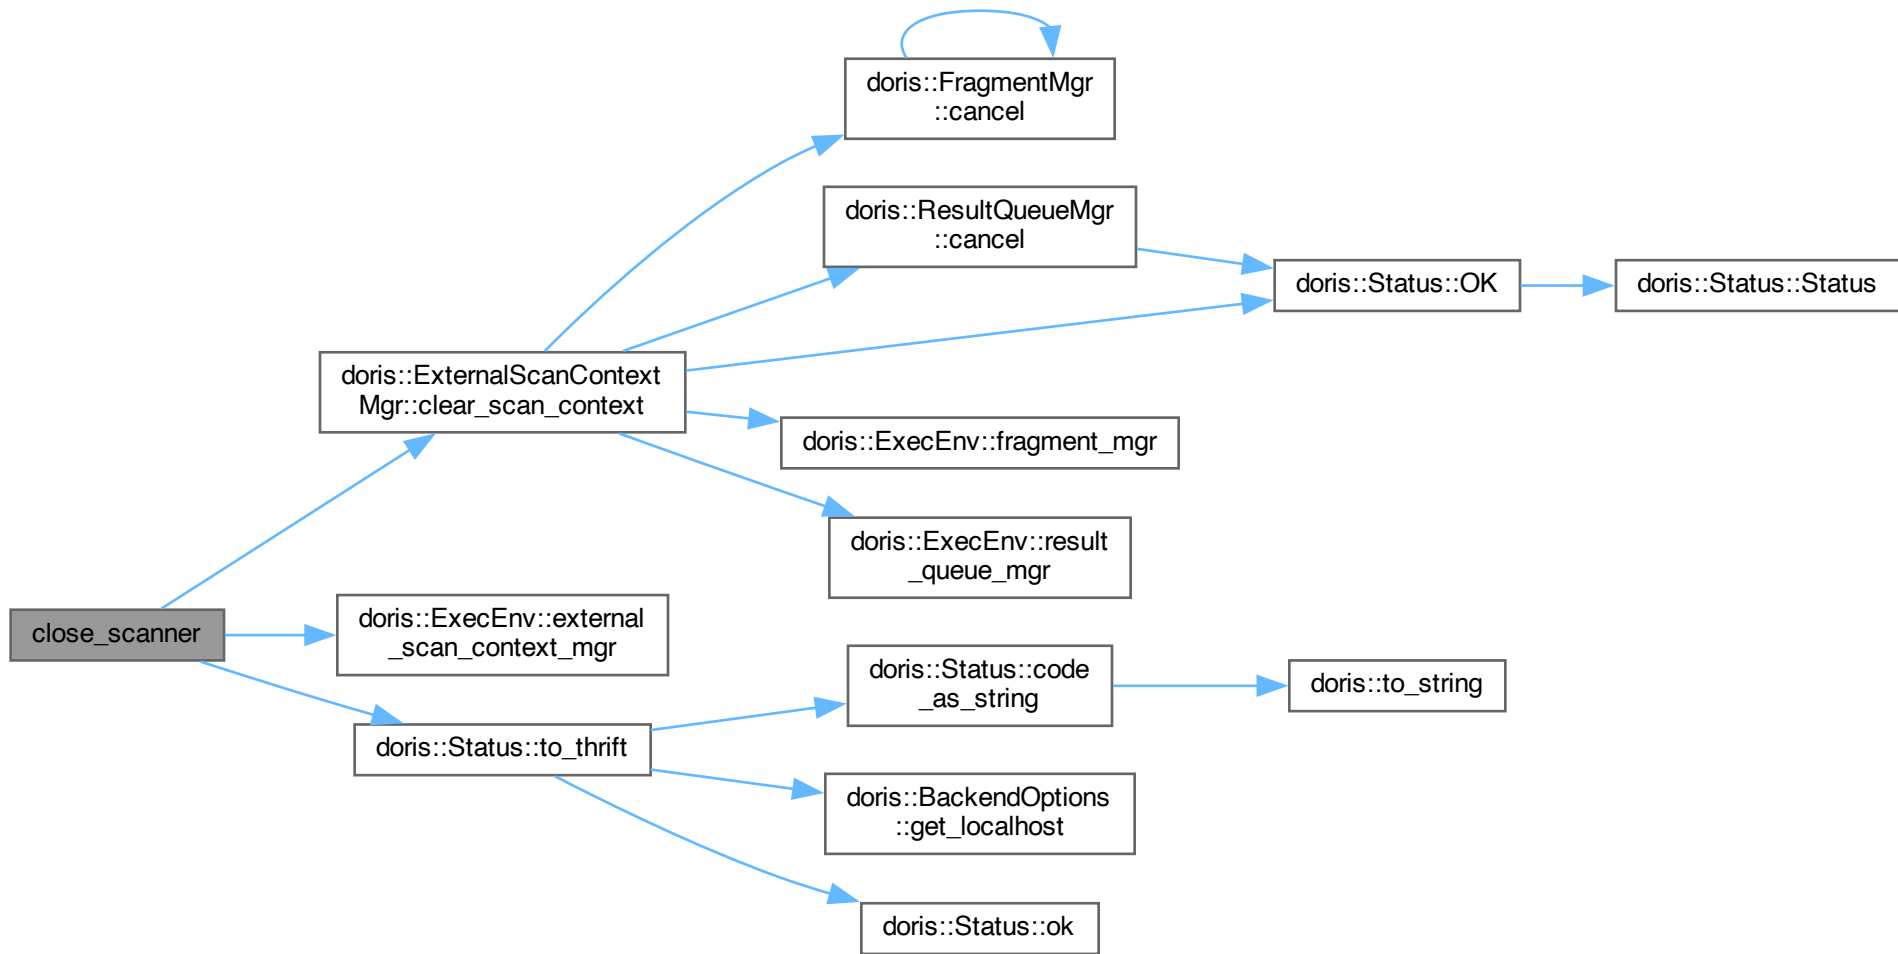 doris::FragmentMgr
::cancel
doris::ResultQueueMgr
::cancel
doris::Status::OK
doris::Status::Status
doris::ExternalScanContext
Mgr::clear_scan_context
doris::ExecEnv::fragment_mgr
doris::ExecEnv::result
_queue_mgr
close_scanner
doris::ExecEnv::external
_scan_context_mgr
doris::Status::code
_as_string
doris::to_string
doris::Status::to_thrift
doris::BackendOptions
::get_localhost
doris::Status::ok